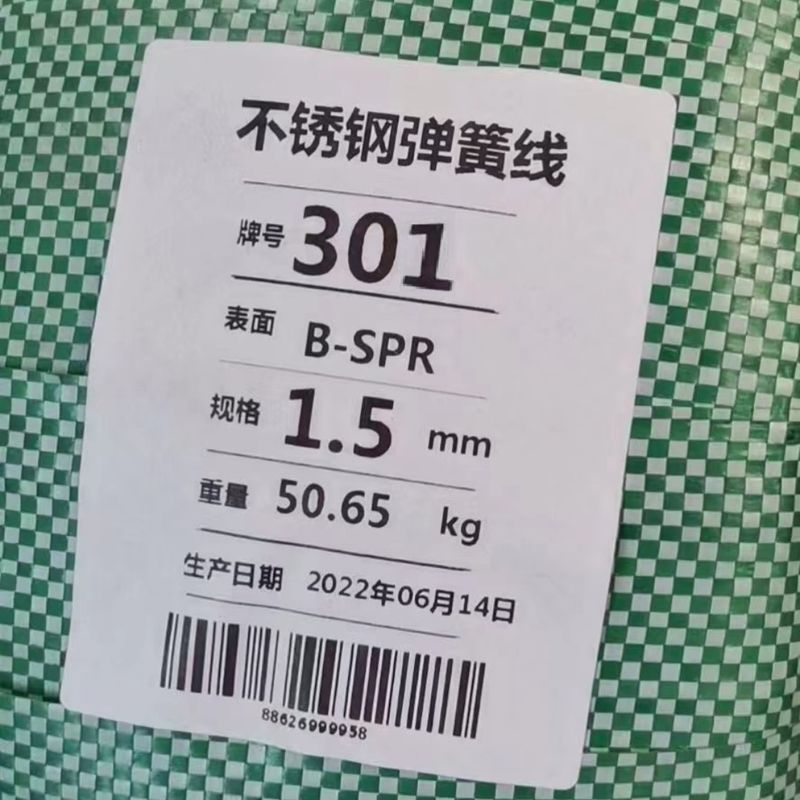 不锈钢弹簧线
牌号 301
表面 B-SPR
规格 1.5 mm
重量 50.65 kg
生产日期 2022年06月14日
88626999958